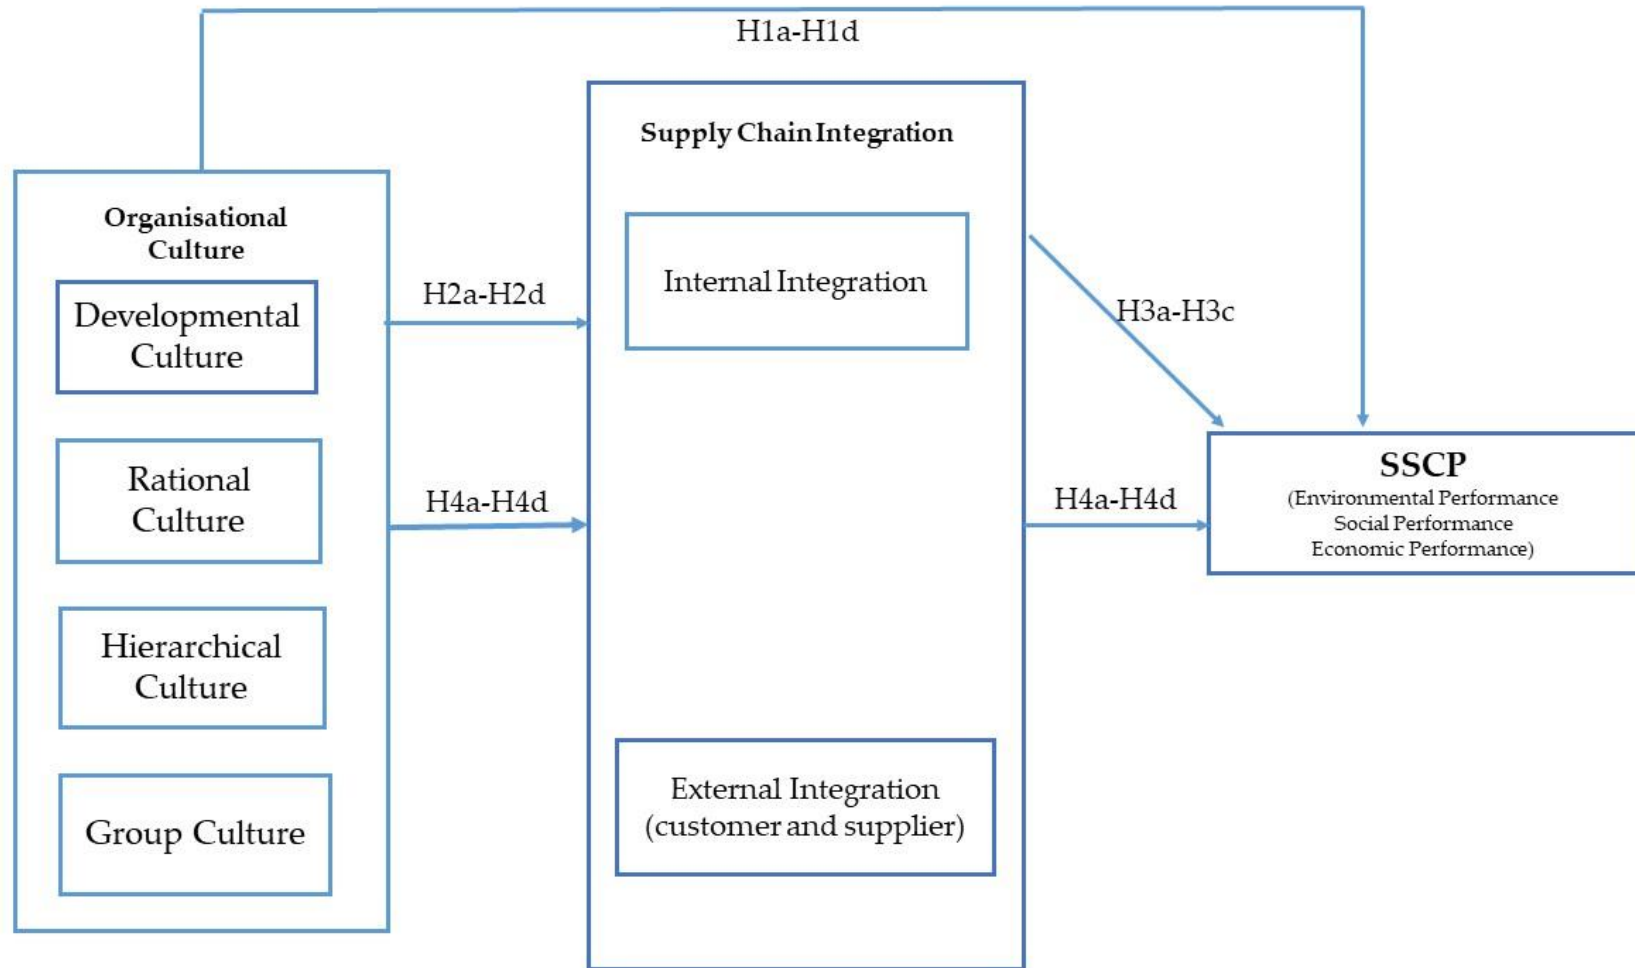 H1a-H1d
Organisational
Culture
Developmental
Culture
Rational
Culture
Hierarchical
Culture
Group Culture
H2a-H2d
H4a-H4d
Supply Chain Integration
Internal Integration
External Integration
(customer and supplier)
H3a-H3c
H4a-H4d
SSCP
(Environmental Performance
Social Performance
Economic Performance)